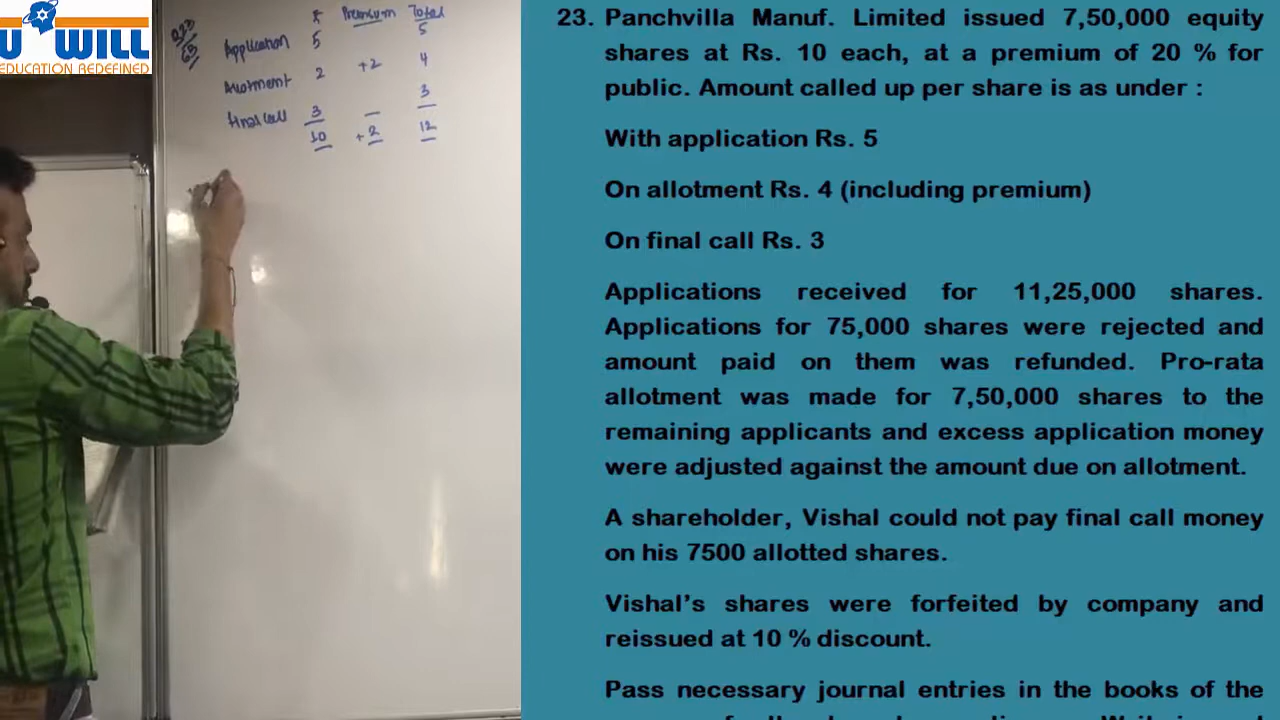 U WILL
EDUCATION REDEFINED
₹ Premium Total
Application 5 5
Allotment 2 +2 4
final call 3 — 3
10 +2 12
23. Panchvilla Manuf. Limited issued 7,50,000 equity
shares at Rs. 10 each, at a premium of 20 % for
public. Amount called up per share is as under :
With application Rs. 5
On allotment Rs. 4 (including premium)
On final call Rs. 3
Applications received for 11,25,000 shares.
Applications for 75,000 shares were rejected and
amount paid on them was refunded. Pro-rata
allotment was made for 7,50,000 shares to the
remaining applicants and excess application money
were adjusted against the amount due on allotment.
A shareholder, Vishal could not pay final call money
on his 7500 allotted shares.
Vishal's shares were forfeited by company and
reissued at 10 % discount.
Pass necessary journal entries in the books of the